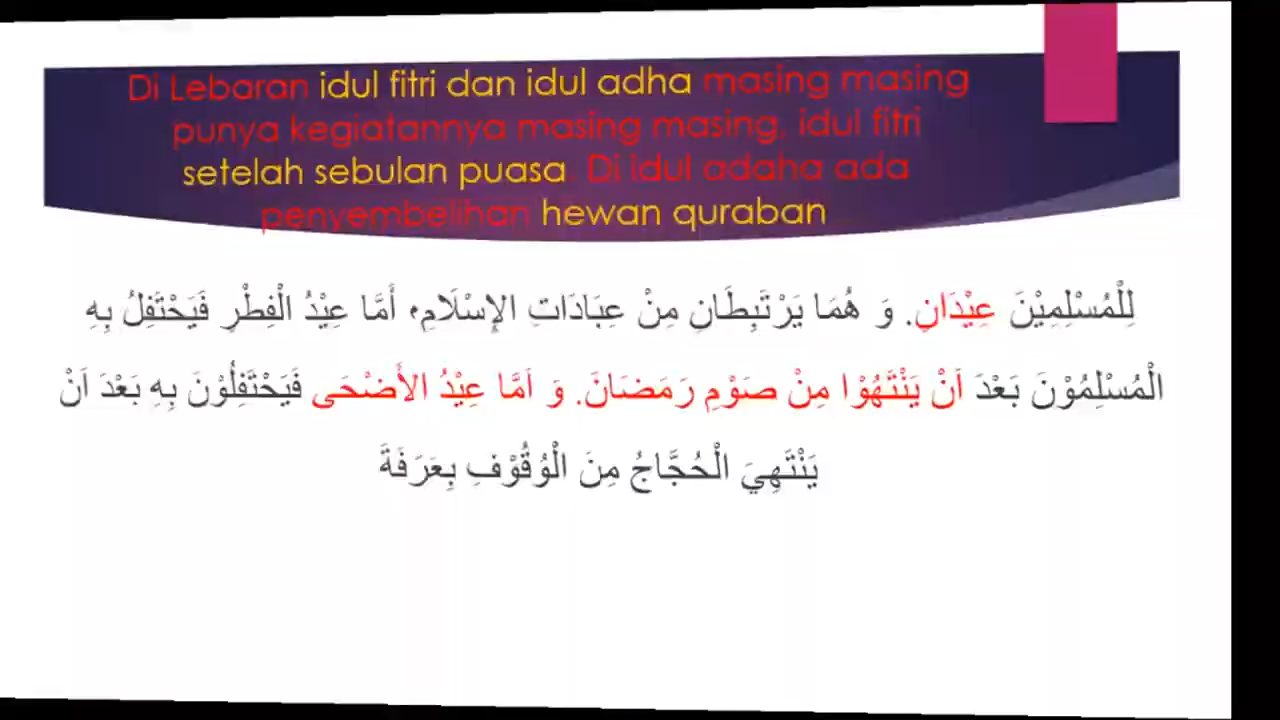 Di Lebaran idul fitri dan idul adha masing masing
punya kegiatannya masing masing, idul fitri
setelah sebulan puasa. Di idul adaha ada
penyembelihan hewan quraban
لِلْمُسْلِمِيْنَ عِيْدَانِ. وَ هُمَا يَرْتَبِطَانِ مِنْ عِبَادَاتِ الإِسْلَامِ، أَمَّا عِيْدُ الْفِطْرِ فَيَحْتَفِلُ بِهِ
الْمُسْلِمُوْنَ بَعْدَ اَنْ يَنْتَهُوْا مِنْ صَوْمِ رَمَضَانَ. وَ اَمَّا عِيْدُ الأَضْحَى فَيَحْتَفِلُوْنَ بِهِ بَعْدَ اَنْ
يَنْتَهِيَ الْحُجَّاجُ مِنَ الْوُقُوْفِ بِعَرَفَةَ